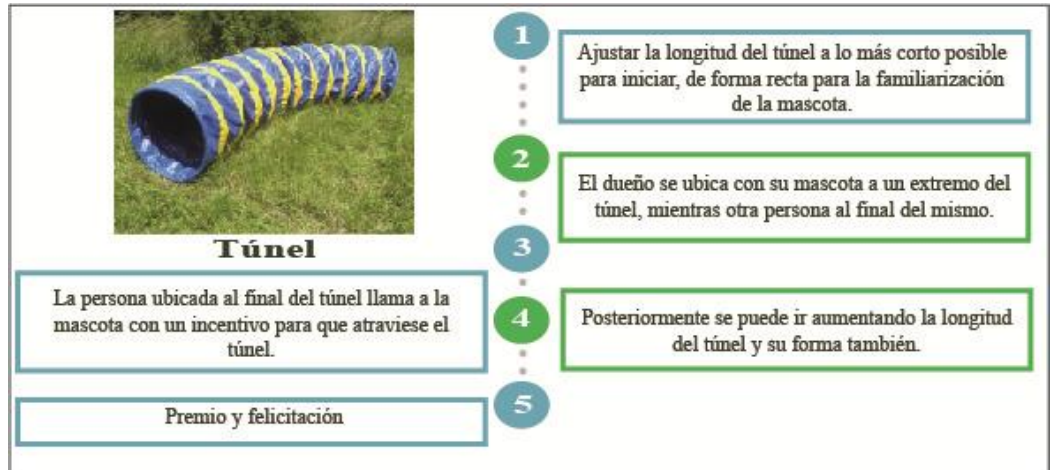 1
Ajustar la longitud del túnel a lo más corto posible
para iniciar, de forma recta para la familiarización
de la mascota.
2
El dueño se ubica con su mascota a un extremo del
túnel, mientras otra persona al final del mismo.
Túnel
3
La persona ubicada al final del túnel llama a la
mascota con un incentivo para que atraviese el
túnel.
4
Posteriormente se puede ir aumentando la longitud
del túnel y su forma también.
5
Premio y felicitación